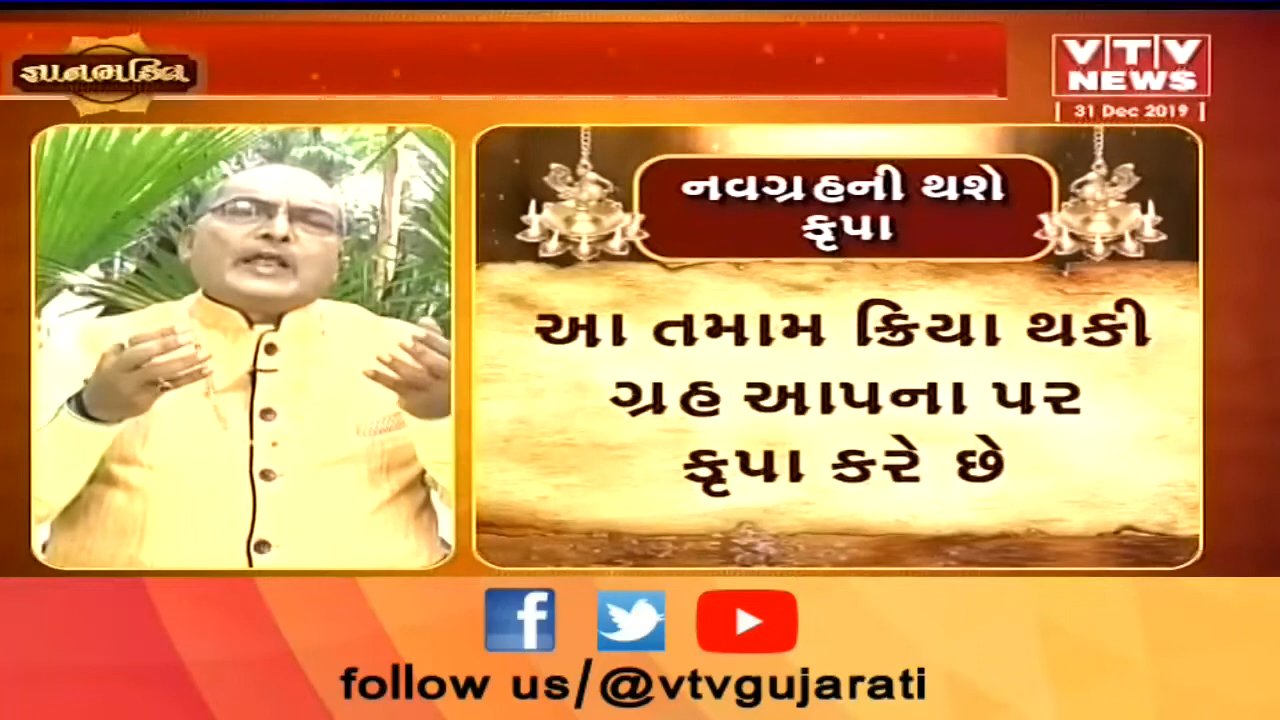 જ્ઞાનભક્તિ
VTV
NEWS
31 Dec 2019
નવગ્રહની થશે
કૃપા
આ તમામ ક્રિયા થકી
ગ્રહ આપના પર
કૃપા કરે છે
follow us/@vtvgujarati